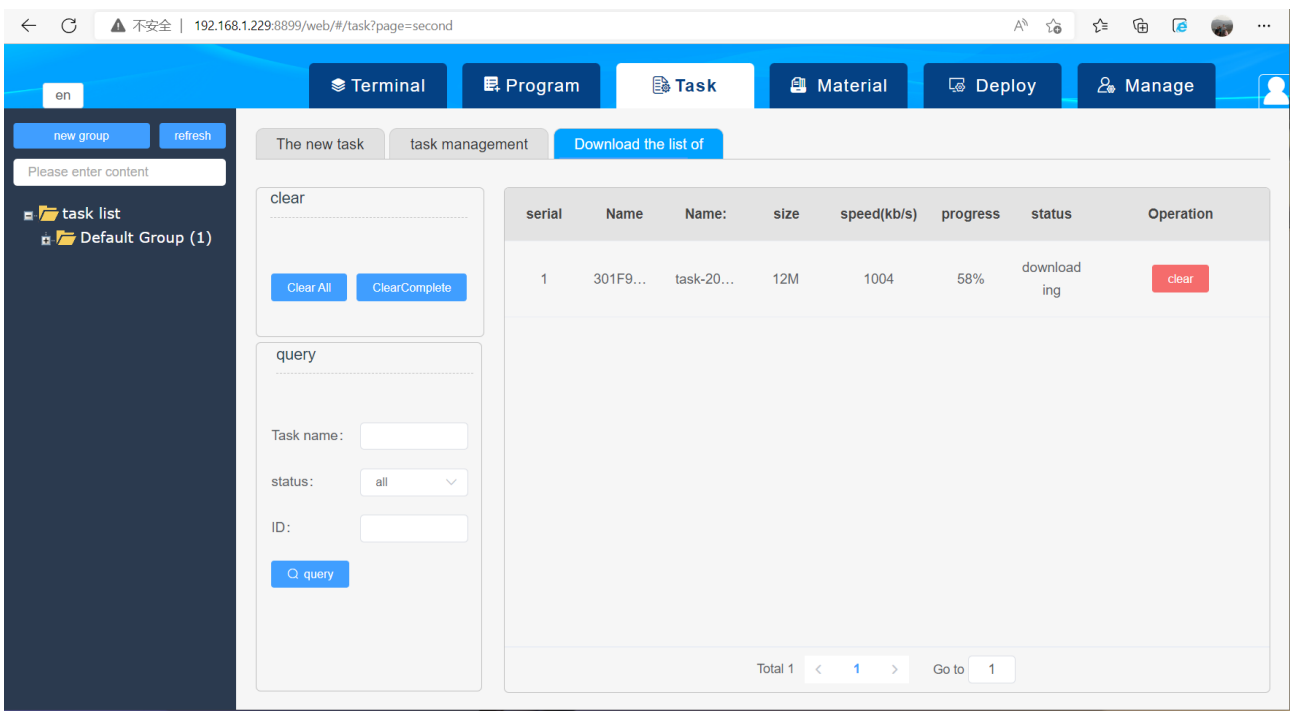 不安全 | 192.168.1.229:8899/web/#/task?page=second
en
Terminal Program Task Material Deploy Manage
new group refresh
Please enter content
task list
Default Group (1)
The new task task management Download the list of
clear
Clear All ClearComplete
query
Task name:
status: all
ID:
query
serial Name Name: size speed(kb/s) progress status Operation
1 301F9... task-20... 12M 1004 58% download
ing clear
Total 1 < 1 > Go to 1